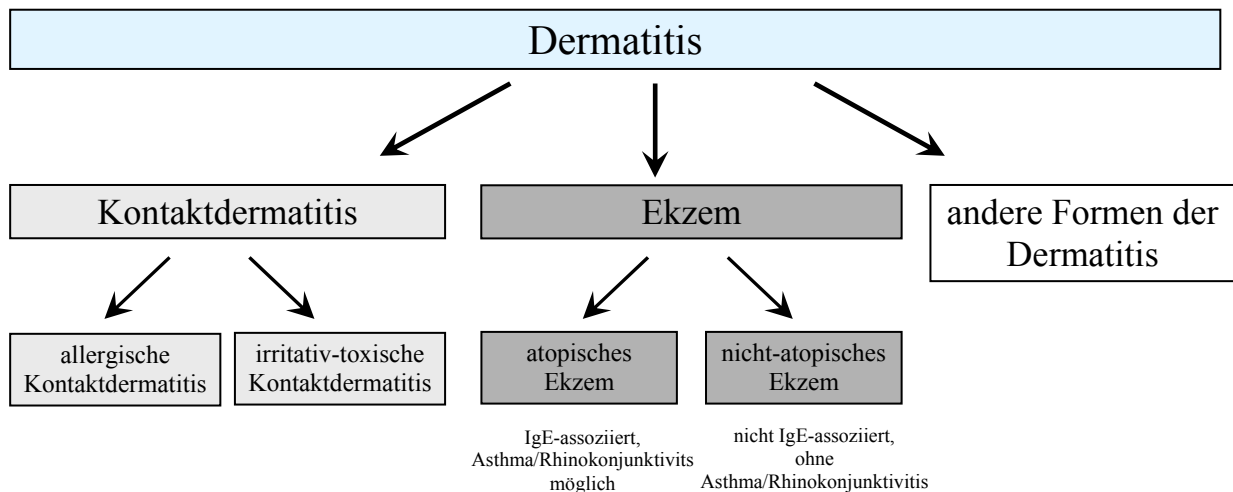 Dermatitis
Kontaktdermatitis
Ekzem
andere Formen der
Dermatitis
allergische
Kontaktdermatitis
irritativ-toxische
Kontaktdermatitis
atopisches
Ekzem
nicht-atopisches
Ekzem
IgE-assoziiert,
Asthma/Rhinokonjunktivits
möglich
nicht IgE-assoziiert,
ohne
Asthma/Rhinokonjunktivitis